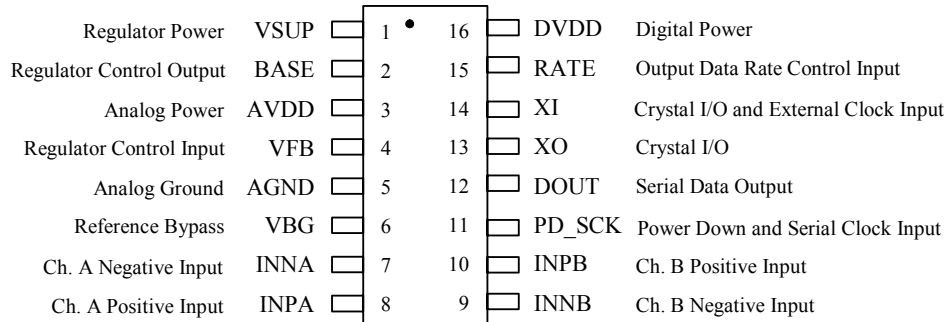 Regulator Power VSUP 1 16 DVDD Digital Power
Regulator Control Output BASE 2 15 RATE Output Data Rate Control Input
Analog Power AVDD 3 14 XI Crystal I/O and External Clock Input
Regulator Control Input VFB 4 13 XO Crystal I/O
Analog Ground AGND 5 12 DOUT Serial Data Output
Reference Bypass VBG 6 11 PD_SCK Power Down and Serial Clock Input
Ch. A Negative Input INNA 7 10 INPB Ch. B Positive Input
Ch. A Positive Input INPA 8 9 INNB Ch. B Negative Input